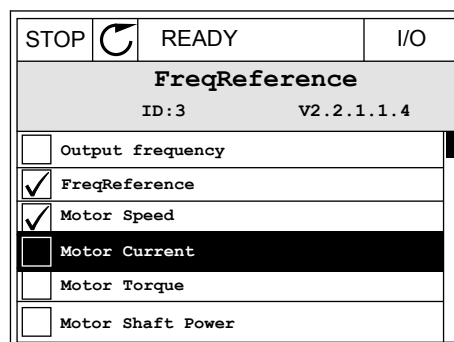 STOP READY I/O
FreqReference
ID:3 V2.2.1.1.4
Output frequency
FreqReference
Motor Speed
Motor Current
Motor Torque
Motor Shaft Power